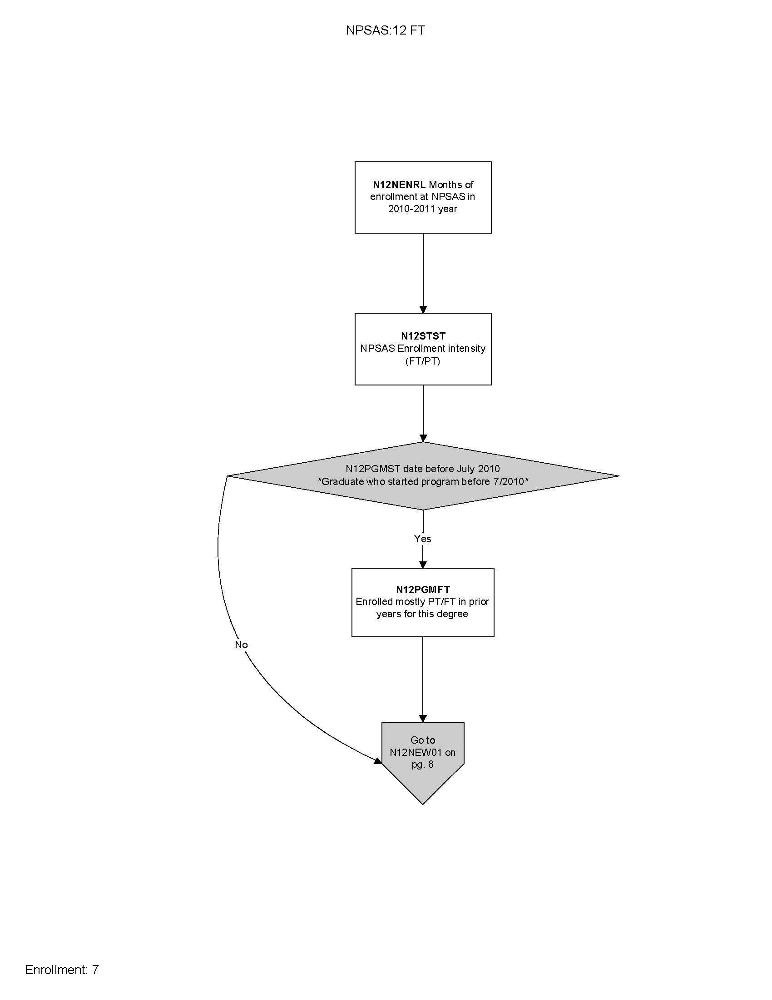 NPSAS:12 FT
N12NENRL Months of
enrollment at NPSAS in
2010-2011 year
N12STST
NPSAS Enrollment intensity
(FT/PT)
N12PGMST date before July 2010
*Graduate who started program before 7/2010*
Yes
N12PGMFT
Enrolled mostly PT/FT in prior
years for this degree
No
Go to
N12NEW01 on
pg. 8
Enrollment: 7